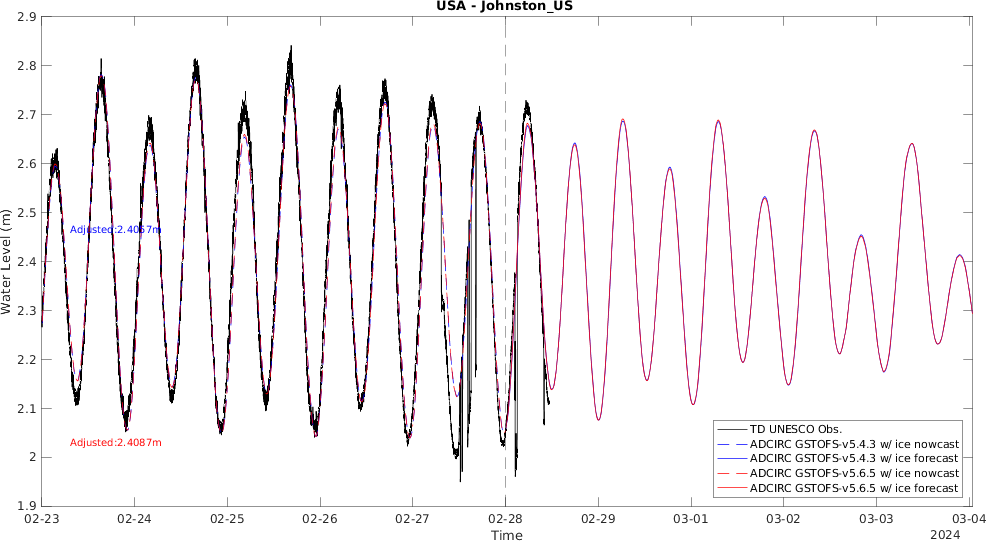 USA - Johnston_US
Water Level (m)
2.9
2.8
2.7
2.6
2.5
2.4
2.3
2.2
2.1
2
1.9
Adjusted:2.4087m
TD UNESCO Obs.
ADCIRC GSTOFS-v5.4.3 w/ ice nowcast
ADCIRC GSTOFS-v5.4.3 w/ ice forecast
ADCIRC GSTOFS-v5.6.5 w/ ice nowcast
ADCIRC GSTOFS-v5.6.5 w/ ice forecast
02-23 02-24 02-25 02-26 02-27 02-28 02-29 03-01 03-02 03-03 03-04
Time
2024